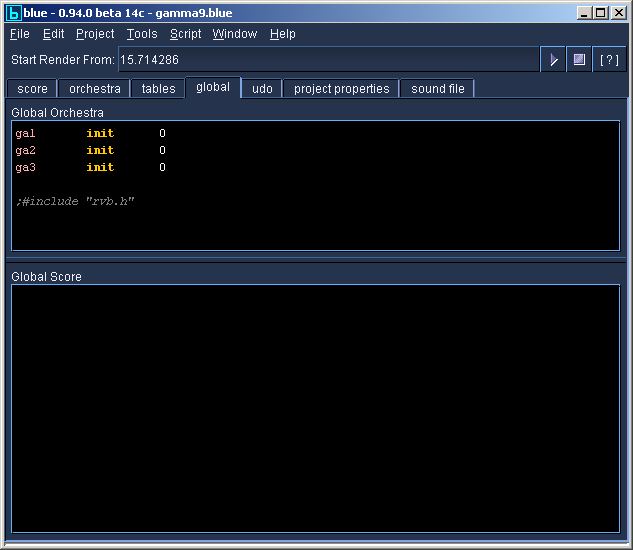 blue - 0.94.0 beta 14c - gamma9.blue
File Edit Project Tools Script Window Help
Start Render From: 15.714286 [ ? ]
score orchestra tables global udo project properties sound file
Global Orchestra
ga1 init 0
ga2 init 0
ga3 init 0
;#include "rvb.h"
Global Score